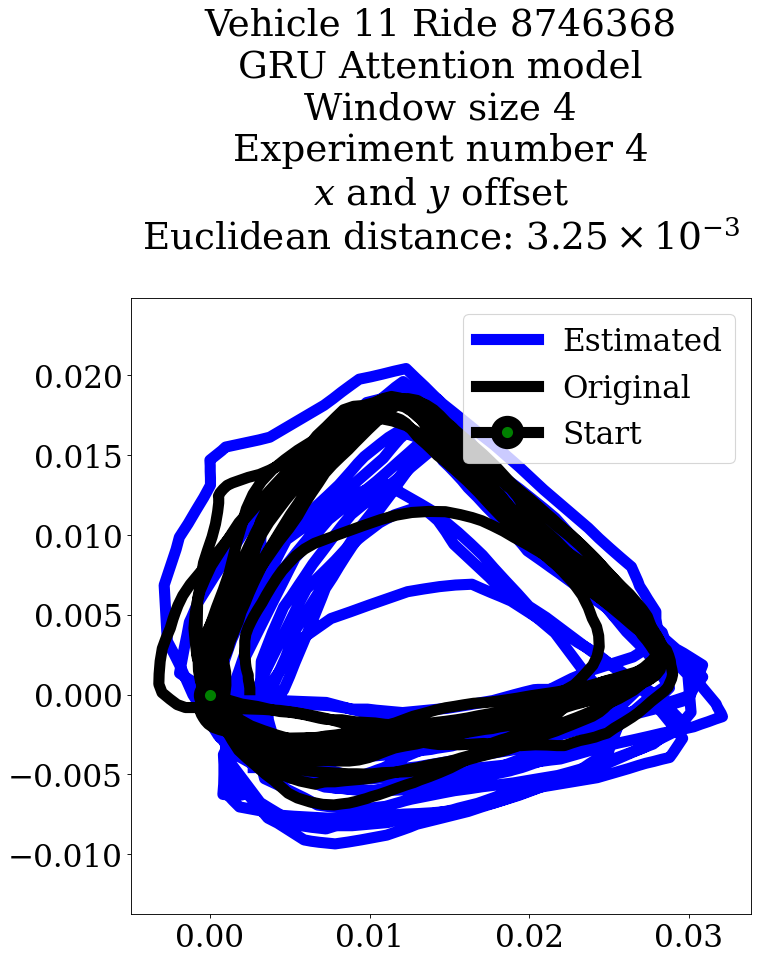 Vehicle 11 Ride 8746368
GRU Attention model
Window size 4
Experiment number 4
x and y offset
Euclidean distance: 3.25 × 10⁻³
Estimated
Original
Start
0.020
0.015
0.010
0.005
0.000
−0.005
−0.010
0.00 0.01 0.02 0.03